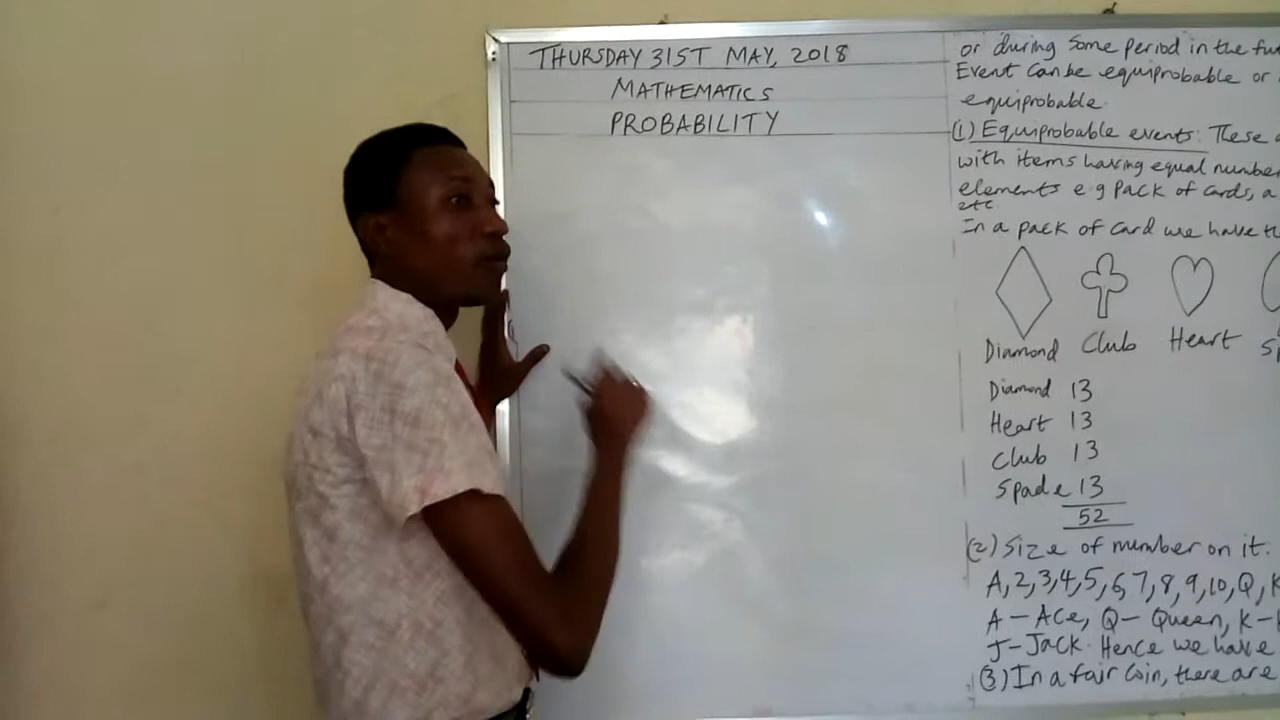 THURSDAY 31ST MAY, 2018
MATHEMATICS
PROBABILITY
or during some period in the
Event can be equiprobable or
equiprobable.
(1) Equiprobable events: These
with items having equal number
elements e g pack of cards, a
etc
In a pack of card we have
Diamond Club Heart
Diamond 13
Heart 13
Club 13
Spade 13
52
(2) Size of number on it.
A, 2, 3, 4, 5, 6, 7, 8, 9, 10, Q, K
A - Ace, Q - Queen, K -
J - Jack. Hence we have
(3) In a fair coin, there are